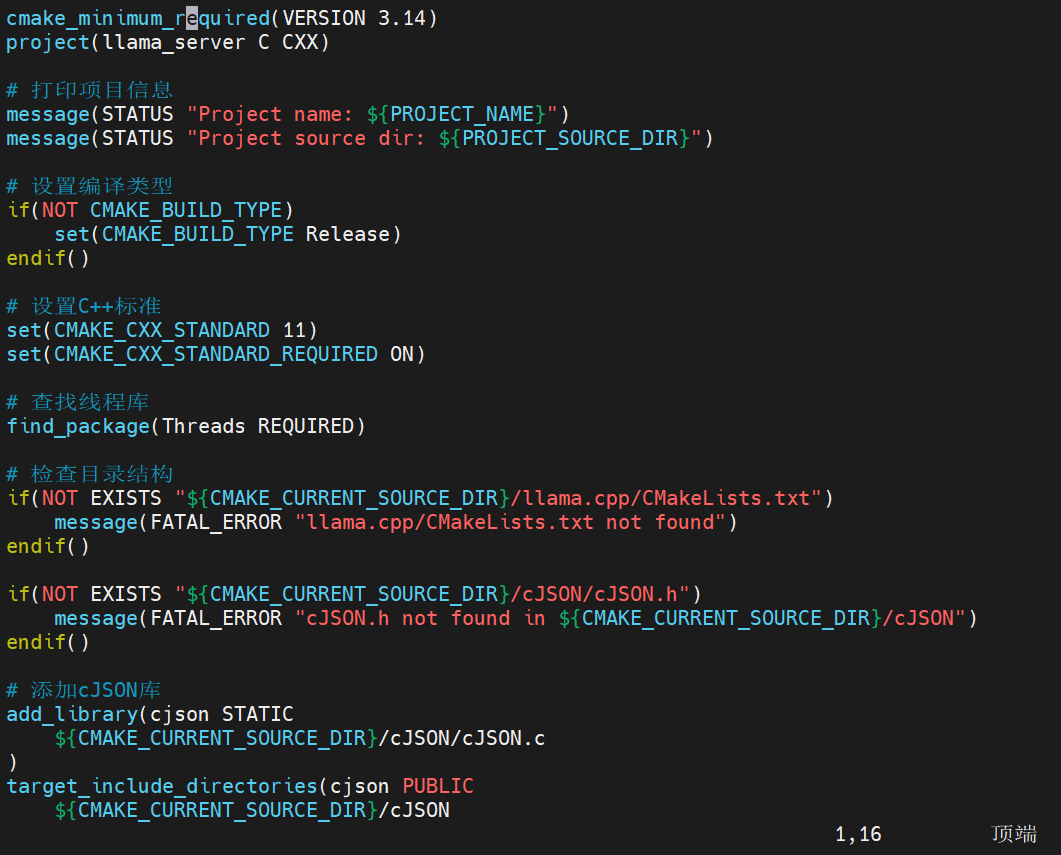 cmake_minimum_required(VERSION 3.14)
project(llama_server C CXX)
# 打印项目信息
message(STATUS "Project name: ${PROJECT_NAME}")
message(STATUS "Project source dir: ${PROJECT_SOURCE_DIR}")
# 设置编译类型
if(NOT CMAKE_BUILD_TYPE)
    set(CMAKE_BUILD_TYPE Release)
endif()
# 设置C++标准
set(CMAKE_CXX_STANDARD 11)
set(CMAKE_CXX_STANDARD_REQUIRED ON)
# 查找线程库
find_package(Threads REQUIRED)
# 检查目录结构
if(NOT EXISTS "${CMAKE_CURRENT_SOURCE_DIR}/llama.cpp/CMakeLists.txt")
    message(FATAL_ERROR "llama.cpp/CMakeLists.txt not found")
endif()
if(NOT EXISTS "${CMAKE_CURRENT_SOURCE_DIR}/cJSON/cJSON.h")
    message(FATAL_ERROR "cJSON.h not found in ${CMAKE_CURRENT_SOURCE_DIR}/cJSON")
endif()
# 添加cJSON库
add_library(cjson STATIC
    ${CMAKE_CURRENT_SOURCE_DIR}/cJSON/cJSON.c
)
target_include_directories(cjson PUBLIC
    ${CMAKE_CURRENT_SOURCE_DIR}/cJSON
1,16 顶端